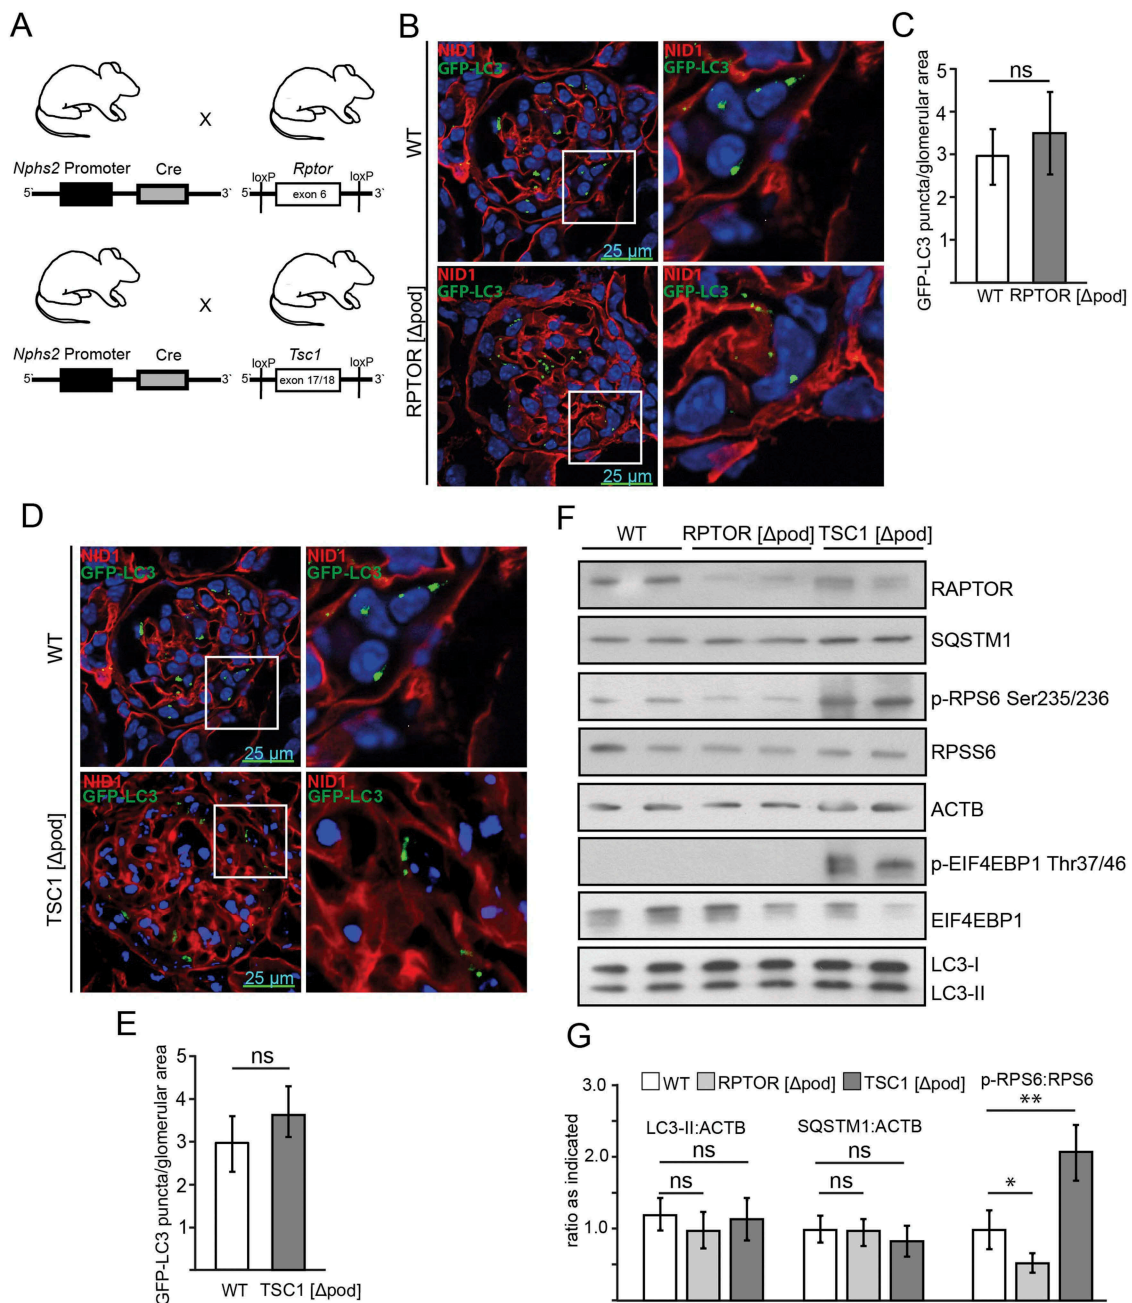 A
X
Nphs2 Promoter Cre
5` 3`
Rptor
loxP loxP
5` exon 6 3`
X
Nphs2 Promoter Cre
5` 3`
Tsc1
loxP loxP
5` exon 17/18 3`
B
WT
NID1
GFP-LC3
25 µm
NID1
GFP-LC3
RPTOR [Δpod]
NID1
GFP-LC3
25 µm
NID1
GFP-LC3
C
GFP-LC3 puncta/glomerular area
5
4
3
2
1
ns
WT RPTOR [Δpod]
D
WT
NID1
GFP-LC3
25 µm
NID1
GFP-LC3
TSC1 [Δpod]
NID1
GFP-LC3
25 µm
NID1
GFP-LC3
E
GFP-LC3 puncta/glomerular area
5
4
3
2
1
ns
WT TSC1 [Δpod]
F
WT RPTOR [Δpod] TSC1 [Δpod]
RAPTOR
SQSTM1
p-RPS6 Ser235/236
RPSS6
ACTB
p-EIF4EBP1 Thr37/46
EIF4EBP1
LC3-I
LC3-II
G
ratio as indicated
3.0
2.0
1.0
WT RPTOR [Δpod] TSC1 [Δpod]
LC3-II:ACTB
ns
ns
SQSTM1:ACTB
ns
ns
p-RPS6:RPS6
**
*